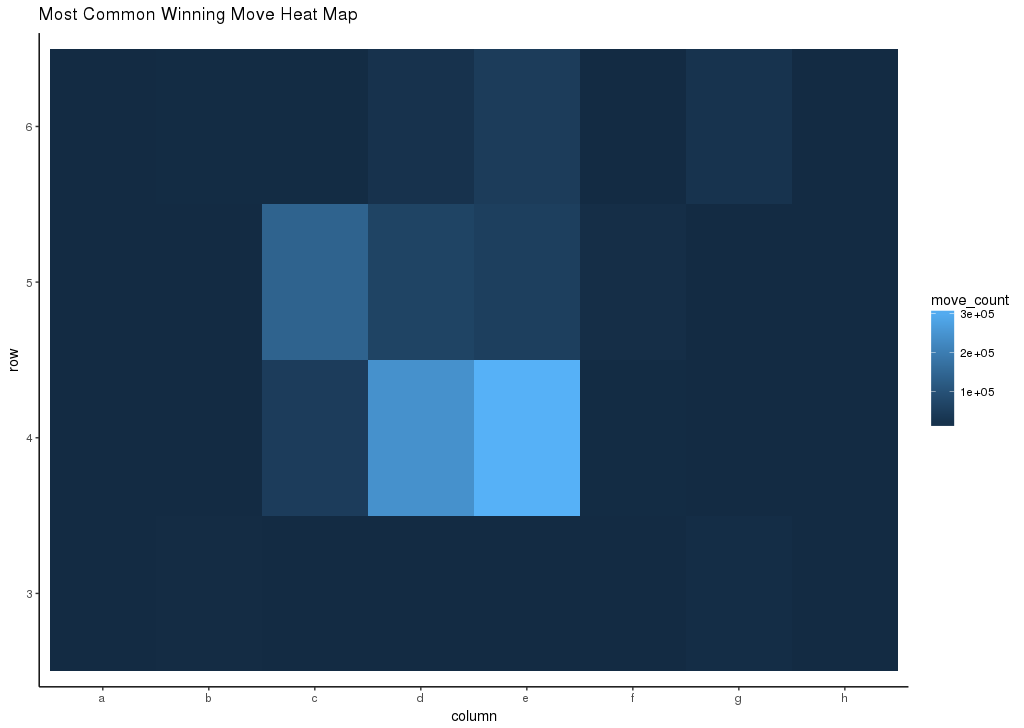 Most Common Winning Move Heat Map
row
6
5
4
3
a b c d e f g h
column
move_count
3e+05
2e+05
1e+05